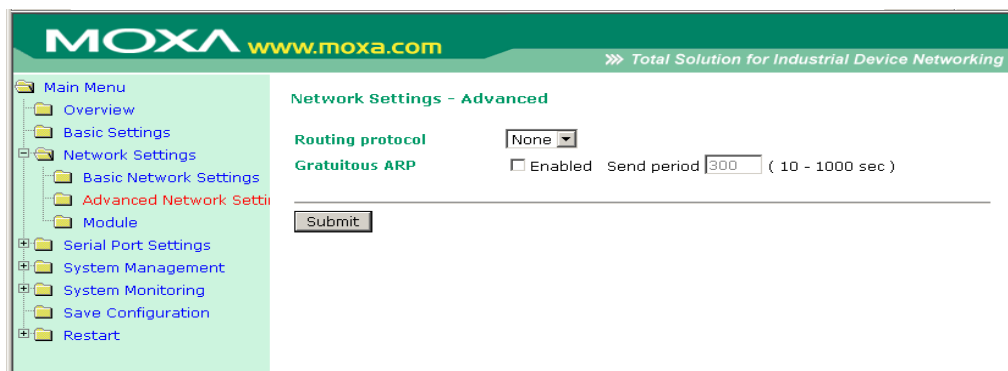 MOXA www.moxa.com
Total Solution for Industrial Device Networking
Main Menu
Overview
Basic Settings
Network Settings
Basic Network Settings
Advanced Network Setti
Module
Serial Port Settings
System Management
System Monitoring
Save Configuration
Restart
Network Settings - Advanced
Routing protocol None
Gratuitous ARP Enabled Send period 300 ( 10 - 1000 sec )
Submit